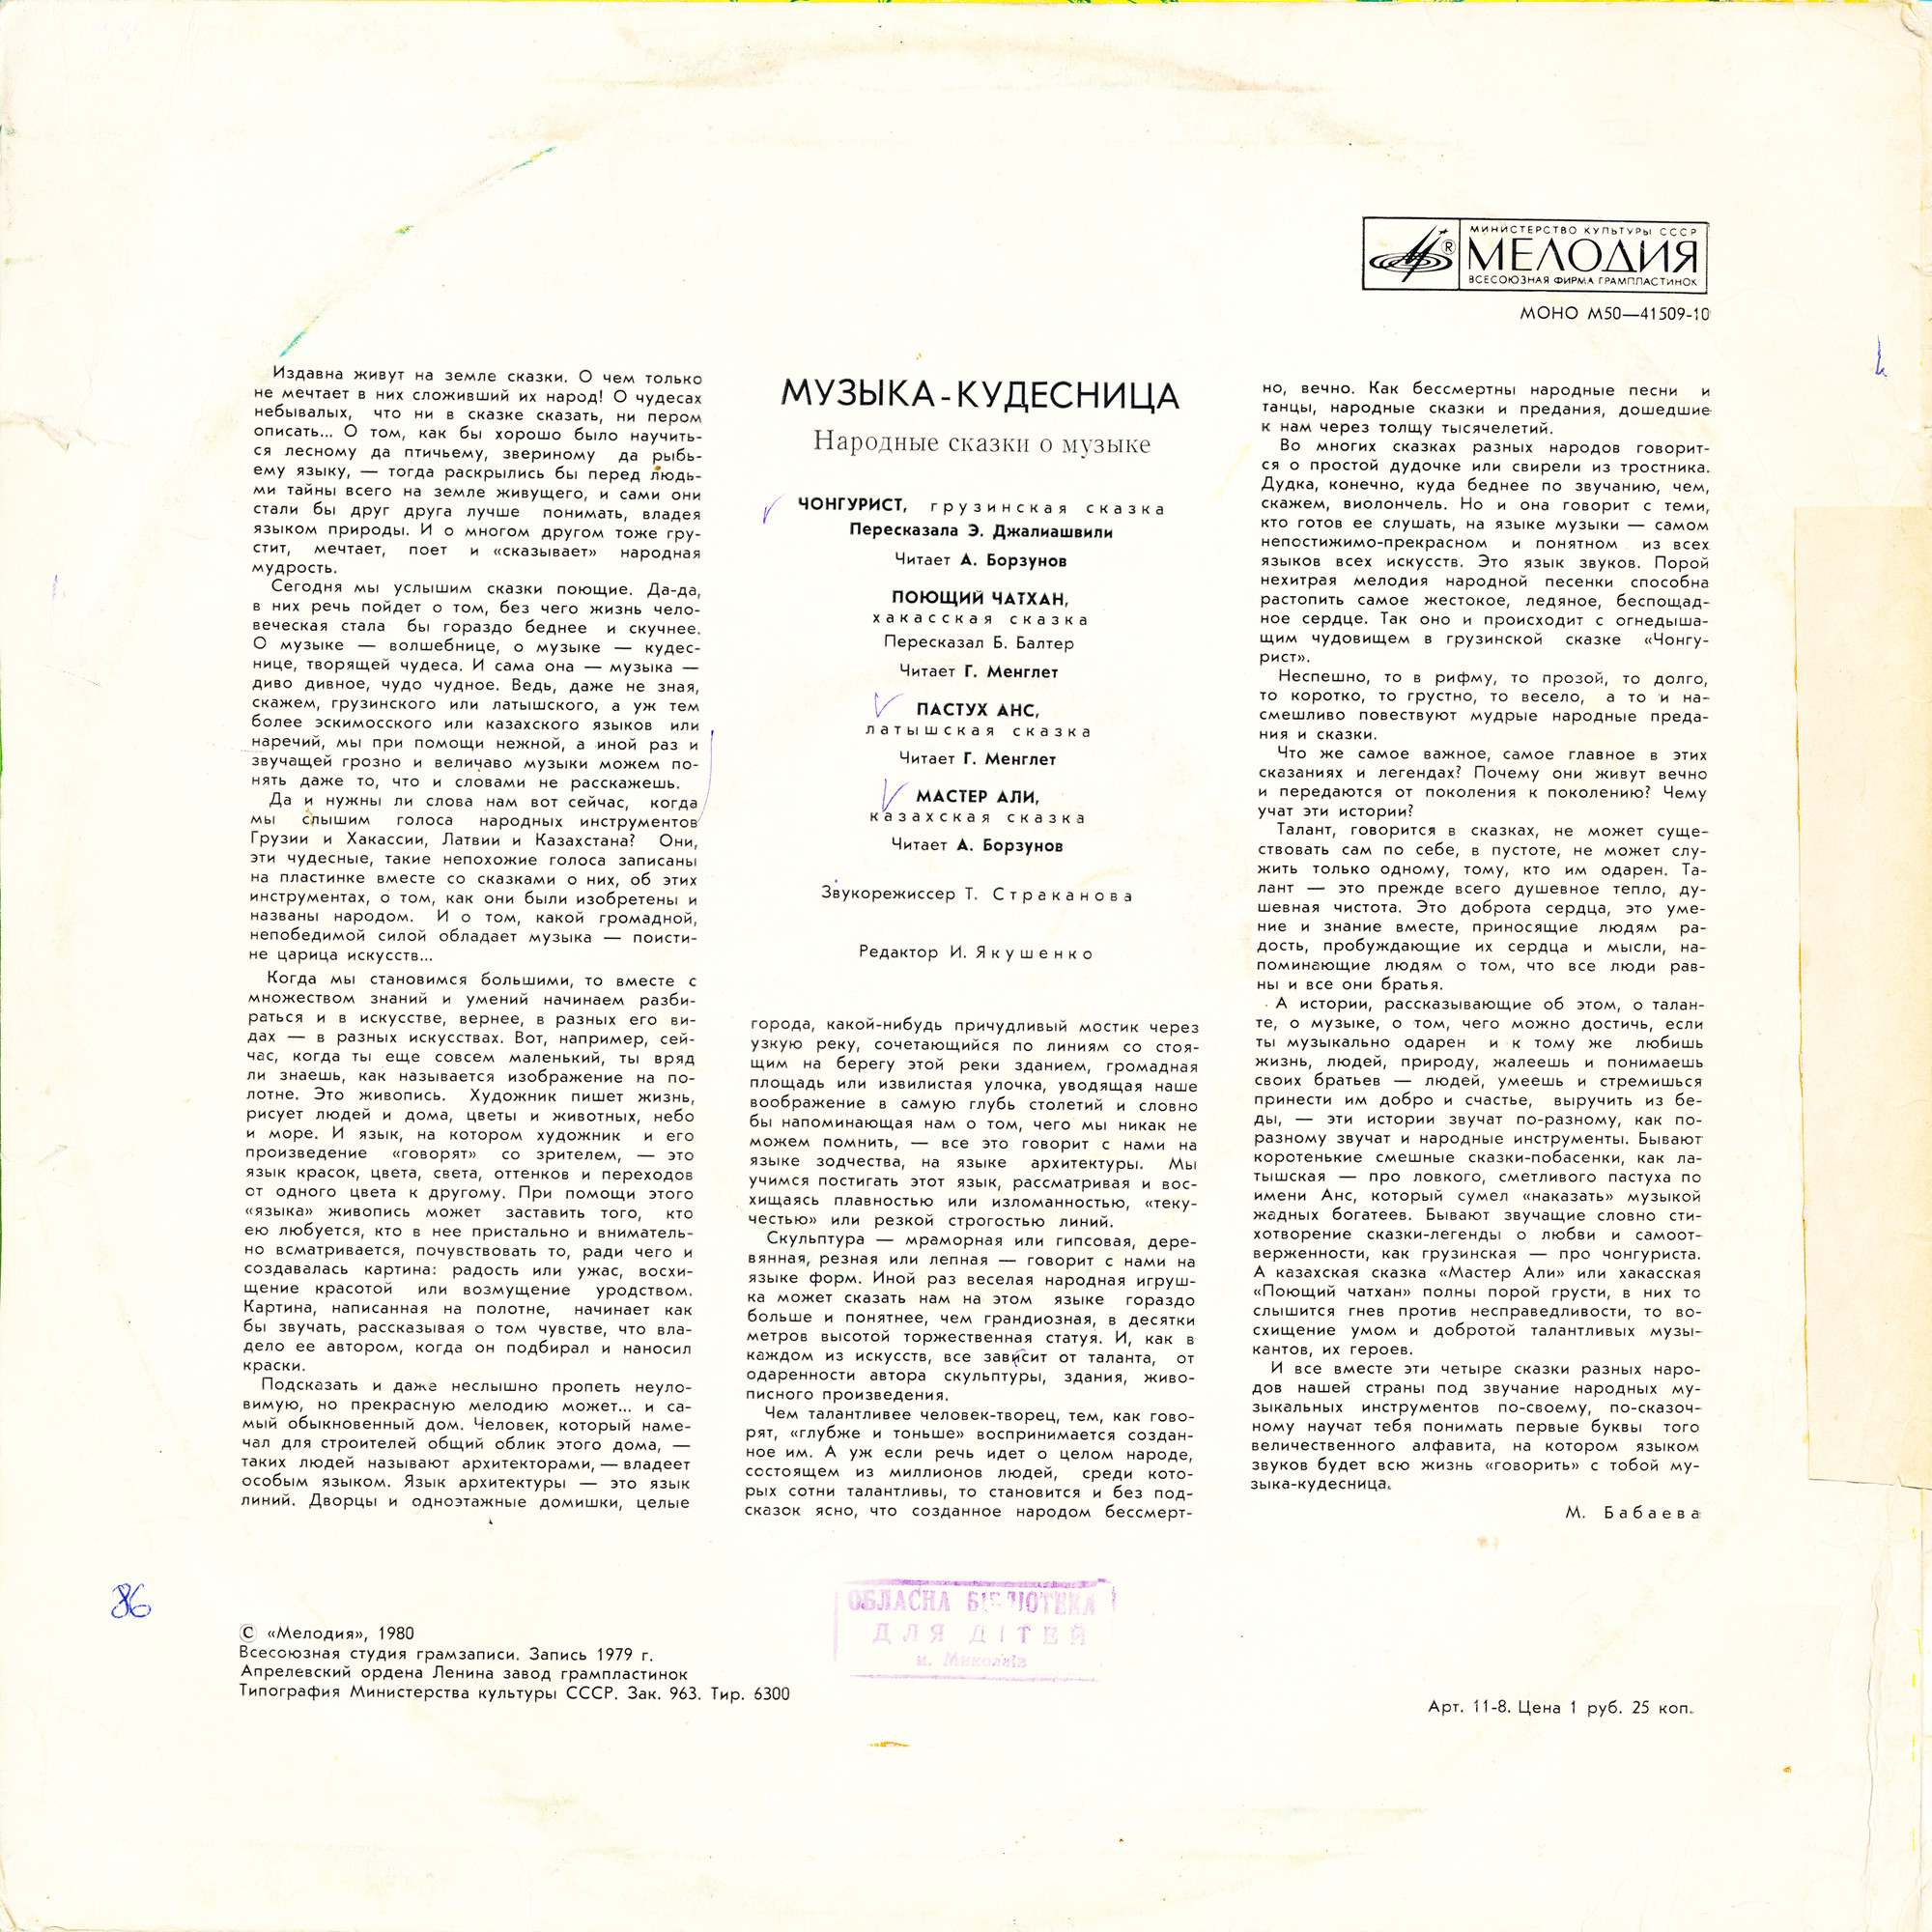 МИНИСТЕРСТВО КУЛЬТУРЫ СССР
МЕЛОДИЯ
ВСЕСОЮЗНАЯ ФИРМА ГРАМПЛАСТИНОК
МОНО М50—41509-10
Издавна живут на земле сказки. О чем только
не мечтает в них сложивший их народ! О чудесах
небывалых, что ни в сказке сказать, ни пером
описать... О том, как бы хорошо было научить-
ся лесному да птичьему, звериному да рыбь-
ему языку, — тогда раскрылись бы перед людь-
ми тайны всего на земле живущего, и сами они
стали бы друг друга лучше понимать, владея
языком природы. И о многом другом тоже гру-
стит, мечтает, поет и «сказывает» народная
мудрость.
Сегодня мы услышим сказки поющие. Да-да,
в них речь пойдет о том, без чего жизнь чело-
веческая стала бы гораздо беднее и скучнее.
О музыке — волшебнице, о музыке — кудес-
нице, творящей чудеса. И сама она — музыка —
диво дивное, чудо чудное. Ведь, даже не зная,
скажем, грузинского или латышского, а уж тем
более эскимосского или казахского языков или
наречий, мы при помощи нежной, а иной раз и
звучащей грозно и величаво музыки можем по-
нять даже то, что и словами не расскажешь.
Да и нужны ли слова нам вот сейчас, когда
мы слышим голоса народных инструментов
Грузии и Хакассии, Латвии и Казахстана? Они,
эти чудесные, такие непохожие голоса записаны
на пластинке вместе со сказками о них, об этих
инструментах, о том, как они были изобретены и
названы народом. И о том, какой громадной,
непобедимой силой обладает музыка — поисти-
не царица искусств...
Когда мы становимся большими, то вместе с
множеством знаний и умений начинаем разби-
раться и в искусстве, вернее, в разных его ви-
дах — в разных искусствах. Вот, например, сей-
час, когда ты еще совсем маленький, ты вряд
ли знаешь, как называется изображение на по-
лотне. Это живопись. Художник пишет жизнь,
рисует людей и дома, цветы и животных, небо
и море. И язык, на котором художник и его
произведение «говорят» со зрителем, — это
язык красок, цвета, света, оттенков и переходов
от одного цвета к другому. При помощи этого
«языка» живопись может заставить того, кто
ею любуется, кто в нее пристально и вниматель-
но всматривается, почувствовать то, ради чего и
создавалась картина: радость или ужас, восхи-
щение красотой или возмущение уродством.
Картина, написанная на полотне, начинает как
бы звучать, рассказывая о том чувстве, что вла-
дело ее автором, когда он подбирал и наносил
краски.
Подсказать и даже неслышно пропеть неуло-
вимую, но прекрасную мелодию может... и са-
мый обыкновенный дом. Человек, который наме-
чал для строителей общий облик этого дома, —
таких людей называют архитекторами, — владеет
особым языком. Язык архитектуры — это язык
линий. Дворцы и одноэтажные домишки, целые
МУЗЫКА-КУДЕСНИЦА
Народные сказки о музыке
ЧОНГУРИСТ, грузинская сказка
Пересказала Э. Джалиашвили
Читает А. Борзунов
ПОЮЩИЙ ЧАТХАН,
хакасская сказка
Пересказал Б. Балтер
Читает Г. Менглет
ПАСТУХ АНС,
латышская сказка
Читает Г. Менглет
МАСТЕР АЛИ,
казахская сказка
Читает А. Борзунов
Звукорежиссер Т. Страканова
Редактор И. Якушенко
города, какой-нибудь причудливый мостик через
узкую реку, сочетающийся по линиям со стоя-
щим на берегу этой реки зданием, громадная
площадь или извилистая улочка, уводящая наше
воображение в самую глубь столетий и словно
бы напоминающая нам о том, чего мы никак не
можем помнить, — все это говорит с нами на
языке зодчества, на языке архитектуры. Мы
учимся постигать этот язык, рассматривая и вос-
хищаясь плавностью или изломанностью, «теку-
честью» или резкой строгостью линий.
Скульптура — мраморная или гипсовая, дере-
вянная, резная или лепная — говорит с нами на
языке форм. Иной раз веселая народная игруш-
ка может сказать нам на этом языке гораздо
больше и понятнее, чем грандиозная, в десятки
метров высотой торжественная статуя. И, как в
каждом из искусств, все зависит от таланта, от
одаренности автора скульптуры, здания, живо-
писного произведения.
Чем талантливее человек-творец, тем, как гово-
рят, «глубже и тоньше» воспринимается создан-
ное им. А уж если речь идет о целом народе,
состоящем из миллионов людей, среди кото-
рых сотни талантливы, то становится и без под-
сказок ясно, что созданное народом бессмерт-
но, вечно. Как бессмертны народные песни и
танцы, народные сказки и предания, дошедшие
к нам через толщу тысячелетий.
Во многих сказках разных народов говорит-
ся о простой дудочке или свирели из тростника.
Дудка, конечно, куда беднее по звучанию, чем,
скажем, виолончель. Но и она говорит с теми,
кто готов ее слушать, на языке музыки — самом
непостижимо-прекрасном и понятном из всех
языков всех искусств. Это язык звуков. Порой
нехитрая мелодия народной песенки способна
растопить самое жестокое, ледяное, беспощад-
ное сердце. Так оно и происходит с огнедыша-
щим чудовищем в грузинской сказке «Чонгу-
рист».
Неспешно, то в рифму, то прозой, то долго,
то коротко, то грустно, то весело, а то и на-
смешливо повествуют мудрые народные преда-
ния и сказки.
Что же самое важное, самое главное в этих
сказаниях и легендах? Почему они живут вечно
и передаются от поколения к поколению? Чему
учат эти истории?
Талант, говорится в сказках, не может суще-
ствовать сам по себе, в пустоте, не может слу-
жить только одному, тому, кто им одарен. Та-
лант — это прежде всего душевное тепло, ду-
шевная чистота. Это доброта сердца, это уме-
ние и знание вместе, приносящие людям ра-
дость, пробуждающие их сердца и мысли, на-
поминающие людям о том, что все люди рав-
ны и все они братья.
А истории, рассказывающие об этом, о талан-
те, о музыке, о том, чего можно достичь, если
ты музыкально одарен и к тому же любишь
жизнь, людей, природу, жалеешь и понимаешь
своих братьев — людей, умеешь и стремишься
принести им добро и счастье, выручить из бе-
ды, — эти истории звучат по-разному, как по-
разному звучат и народные инструменты. Бывают
коротенькие смешные сказки-побасенки, как ла-
тышская — про ловкого, сметливого пастуха по
имени Анс, который сумел «наказать» музыкой
жадных богатеев. Бывают звучащие словно сти-
хотворение сказки-легенды о любви и самоот-
верженности, как грузинская — про чонгуриста.
А казахская сказка «Мастер Али» или хакасская
«Поющий чатхан» полны порой грусти, в них то
слышится гнев против несправедливости, то во-
схищение умом и добротой талантливых музы-
кантов, их героев.
И все вместе эти четыре сказки разных наро-
дов нашей страны под звучание народных му-
зыкальных инструментов по-своему, по-сказоч-
ному научат тебя понимать первые буквы того
величественного алфавита, на котором языком
звуков будет всю жизнь «говорить» с тобой му-
зыка-кудесница.
М. Бабаева
86
ОБЛАСНА БІБЛІОТЕКА
ДЛЯ ДІТЕЙ
м. Миколаїв
© «Мелодия», 1980
Всесоюзная студия грамзаписи. Запись 1979 г.
Апрелевский ордена Ленина завод грампластинок
Типография Министерства культуры СССР. Зак. 963. Тир. 6300
Арт. 11-8. Цена 1 руб. 25 коп.